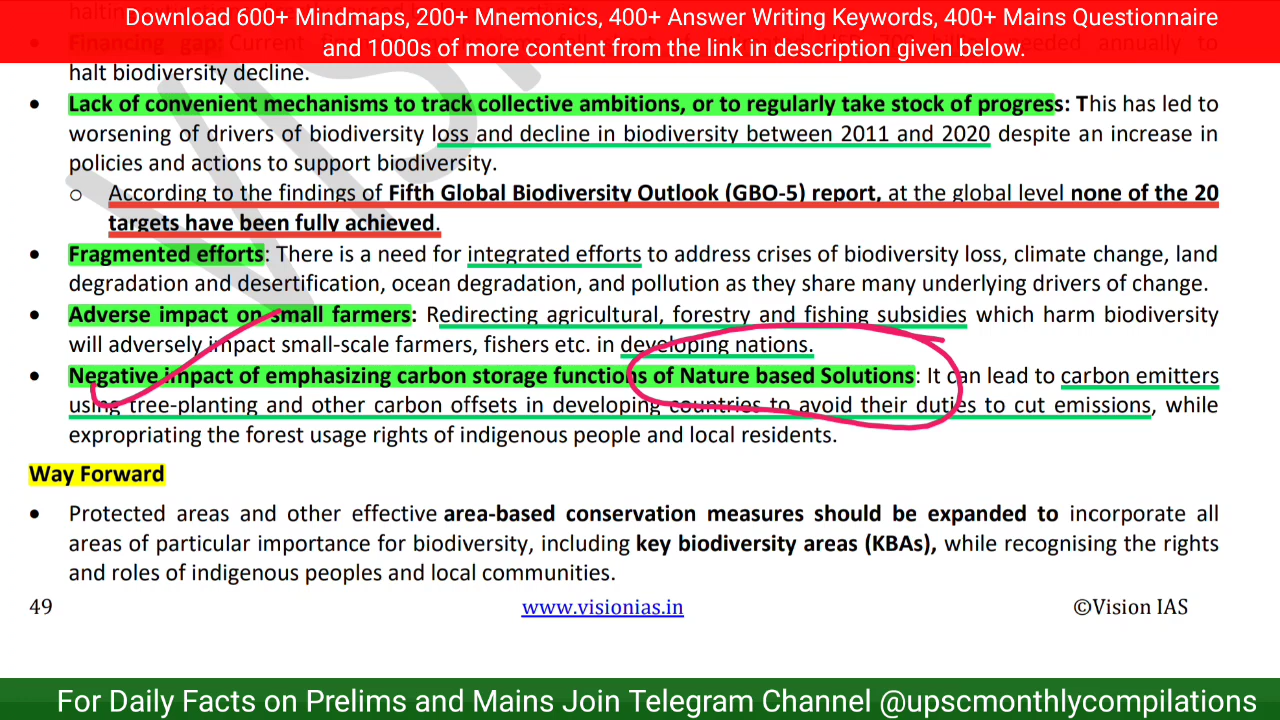 Download 600+ Mindmaps, 200+ Mnemonics, 400+ Answer Writing Keywords, 400+ Mains Questionnaire
and 1000s of more content from the link in description given below.
Financing gap: Current
halt biodiversity decline.
• Lack of convenient mechanisms to track collective ambitions, or to regularly take stock of progress: This has led to
worsening of drivers of biodiversity loss and decline in biodiversity between 2011 and 2020 despite an increase in
policies and actions to support biodiversity.
o According to the findings of Fifth Global Biodiversity Outlook (GBO-5) report, at the global level none of the 20
targets have been fully achieved.
• Fragmented efforts: There is a need for integrated efforts to address crises of biodiversity loss, climate change, land
degradation and desertification, ocean degradation, and pollution as they share many underlying drivers of change.
• Adverse impact on small farmers: Redirecting agricultural, forestry and fishing subsidies which harm biodiversity
will adversely impact small-scale farmers, fishers etc. in developing nations.
• Negative impact of emphasizing carbon storage functions of Nature based Solutions: It can lead to carbon emitters
using tree-planting and other carbon offsets in developing countries to avoid their duties to cut emissions, while
expropriating the forest usage rights of indigenous people and local residents.
Way Forward
• Protected areas and other effective area-based conservation measures should be expanded to incorporate all
areas of particular importance for biodiversity, including key biodiversity areas (KBAs), while recognising the rights
and roles of indigenous peoples and local communities.
49 www.visionias.in ©Vision IAS
For Daily Facts on Prelims and Mains Join Telegram Channel @upscmonthlycompilations